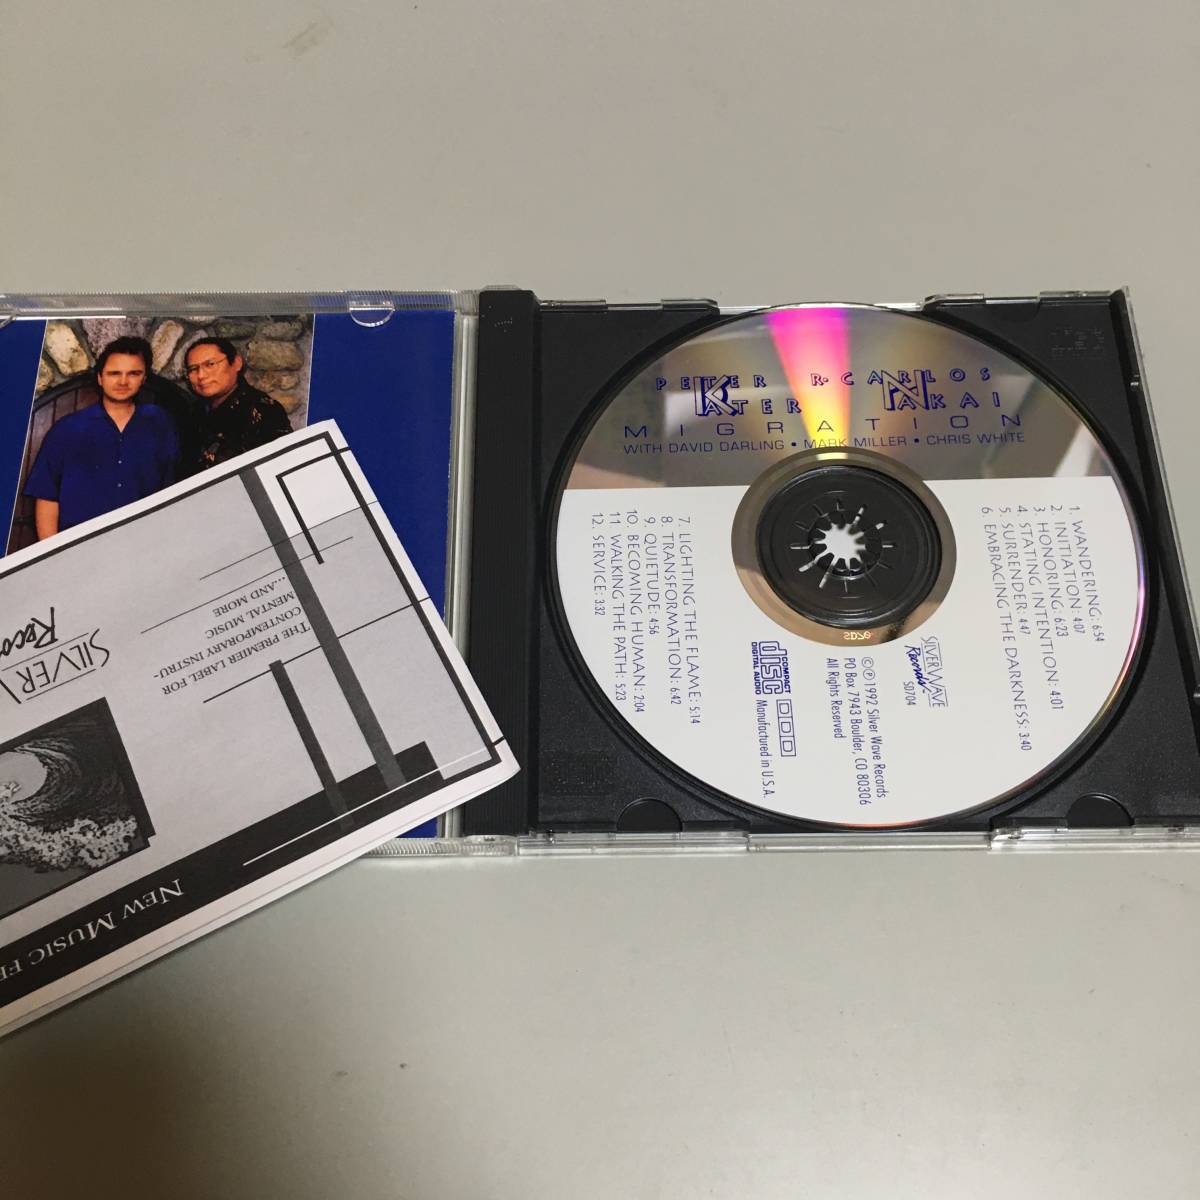 PETER R. CARLOS
KATER NAKAI
MIGRATION
WITH DAVID DARLING • MARK MILLER • CHRIS WHITE
1. WANDERING: 6:54
2. INITIATION: 4:07
3. HONORING: 6:23
4. STATING INTENTION: 4:01
5. SURRENDER: 4:47
6. EMBRACING THE DARKNESS: 3:40
7. LIGHTING THE FLAME: 5:14
8. TRANSFORMATION: 6:42
9. QUIETUDE: 4:56
10. BECOMING HUMAN: 2:04
11. WALKING THE PATH: 5:23
12. SERVICE: 3:32
SILVER WAVE
Records
SD704
©℗ 1992 Silver Wave Records
PO Box 7943 Boulder, CO 80306
All Rights Reserved
COMPACT
disc
DIGITAL AUDIO
DDD
Manufactured in U.S.A.
SILVER
THE PREMIER LABEL FOR
CONTEMPORARY INSTRU-
MENTAL MUSIC
...AND MORE
NEW MUSIC